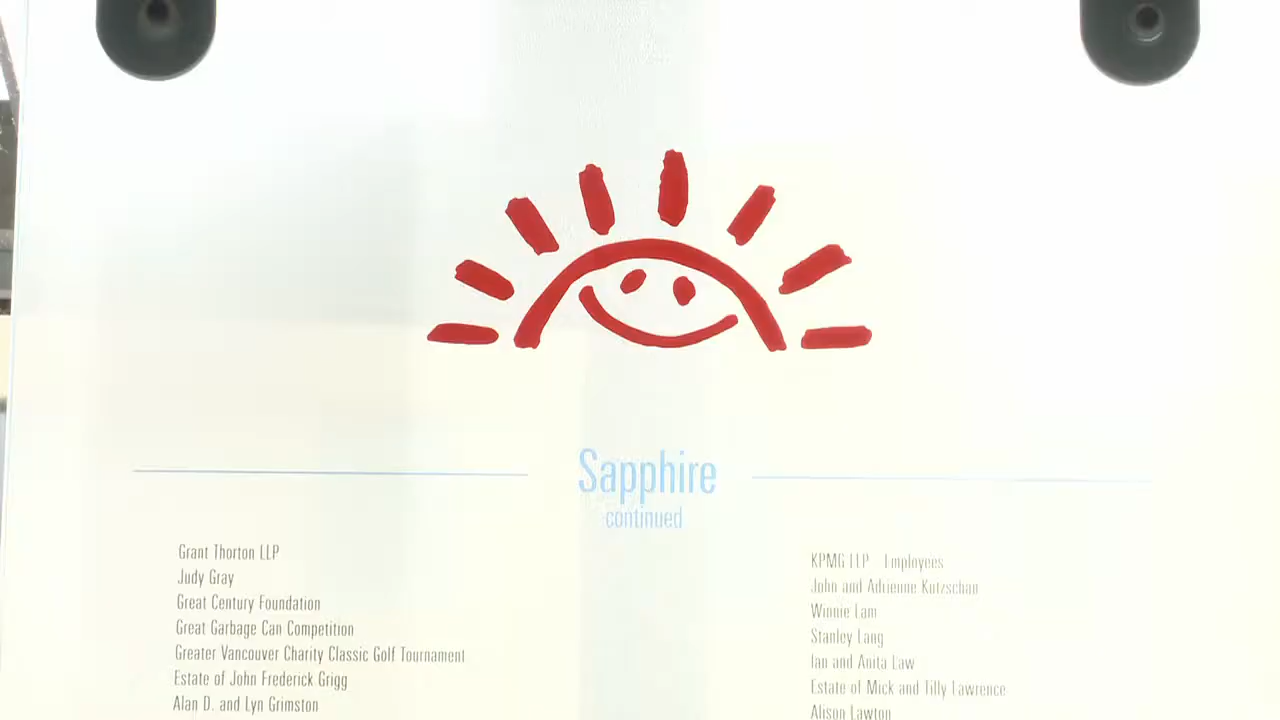 Sapphire
continued
Grant Thorton LLP
Judy Gray
Great Century Foundation
Great Garbage Can Competition
Greater Vancouver Charity Classic Golf Tournament
Estate of John Frederick Grigg
Alan D. and Lyn Grimston
KPMG LLP Employees
John and Adrienne Kutzschan
Winnie Lam
Stanley Lang
Ian and Anita Law
Estate of Mick and Tilly Lawrence
Alison Lawton